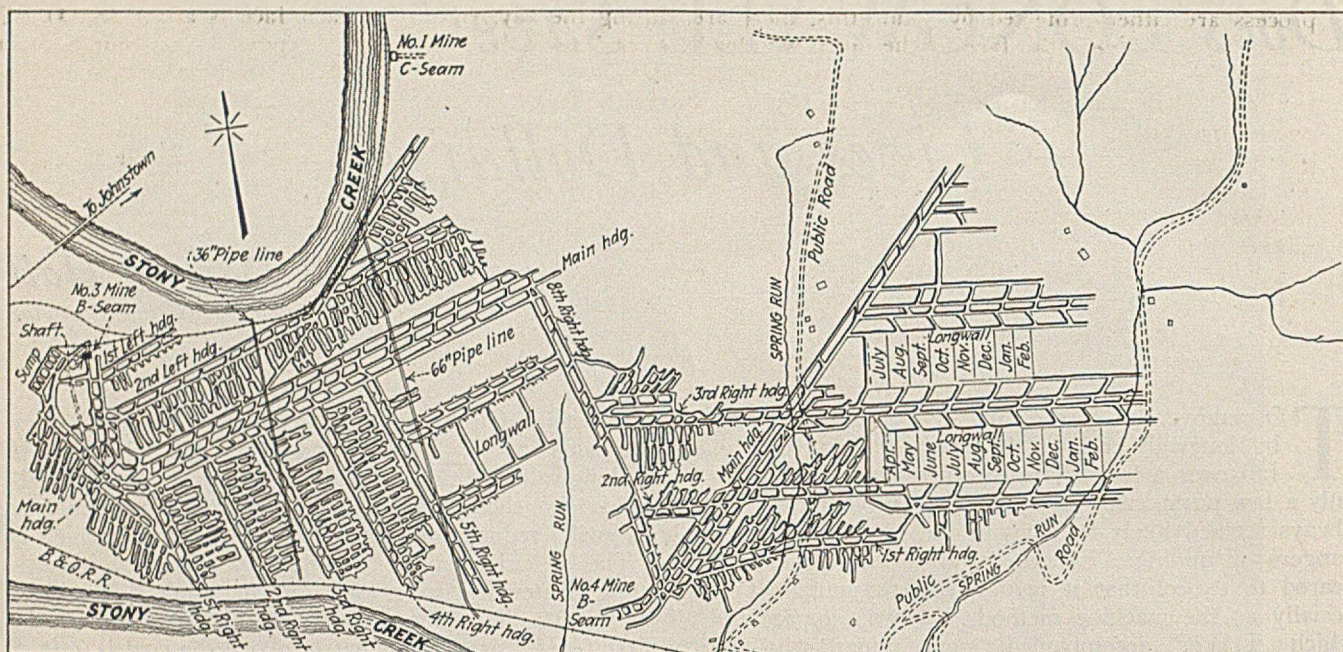 process are
No.1 Mine
C-Seam
To Johnstown
STONY
CREEK
36" Pipe line
No.3 Mine
B-Seam
Shaft
Sump
1st Left hdg.
2nd Left hdg.
Main hdg.
8th Right hdg.
66" Pipe line
Longwall
Main
hdg.
B.&O.R.R.
STONY
CREEK
1st Right
hdg.
2nd Right
hdg.
3rd Right
hdg.
4th Right hdg.
5th Right hdg.
SPRING RUN
SPRING RUN
Public Road
3rd Right hdg.
Main hdg.
2nd Right hdg.
No.4 Mine
B-
Seam
1st Right hdg.
Longwall
July
Aug.
Sept.
Oct.
Nov.
Dec.
Jan.
Feb.
Longwall
Apr.
May
June
July
Aug.
Sept.
Oct.
Nov.
Dec.
Jan.
Feb.
Public
Road
SPRING RUN